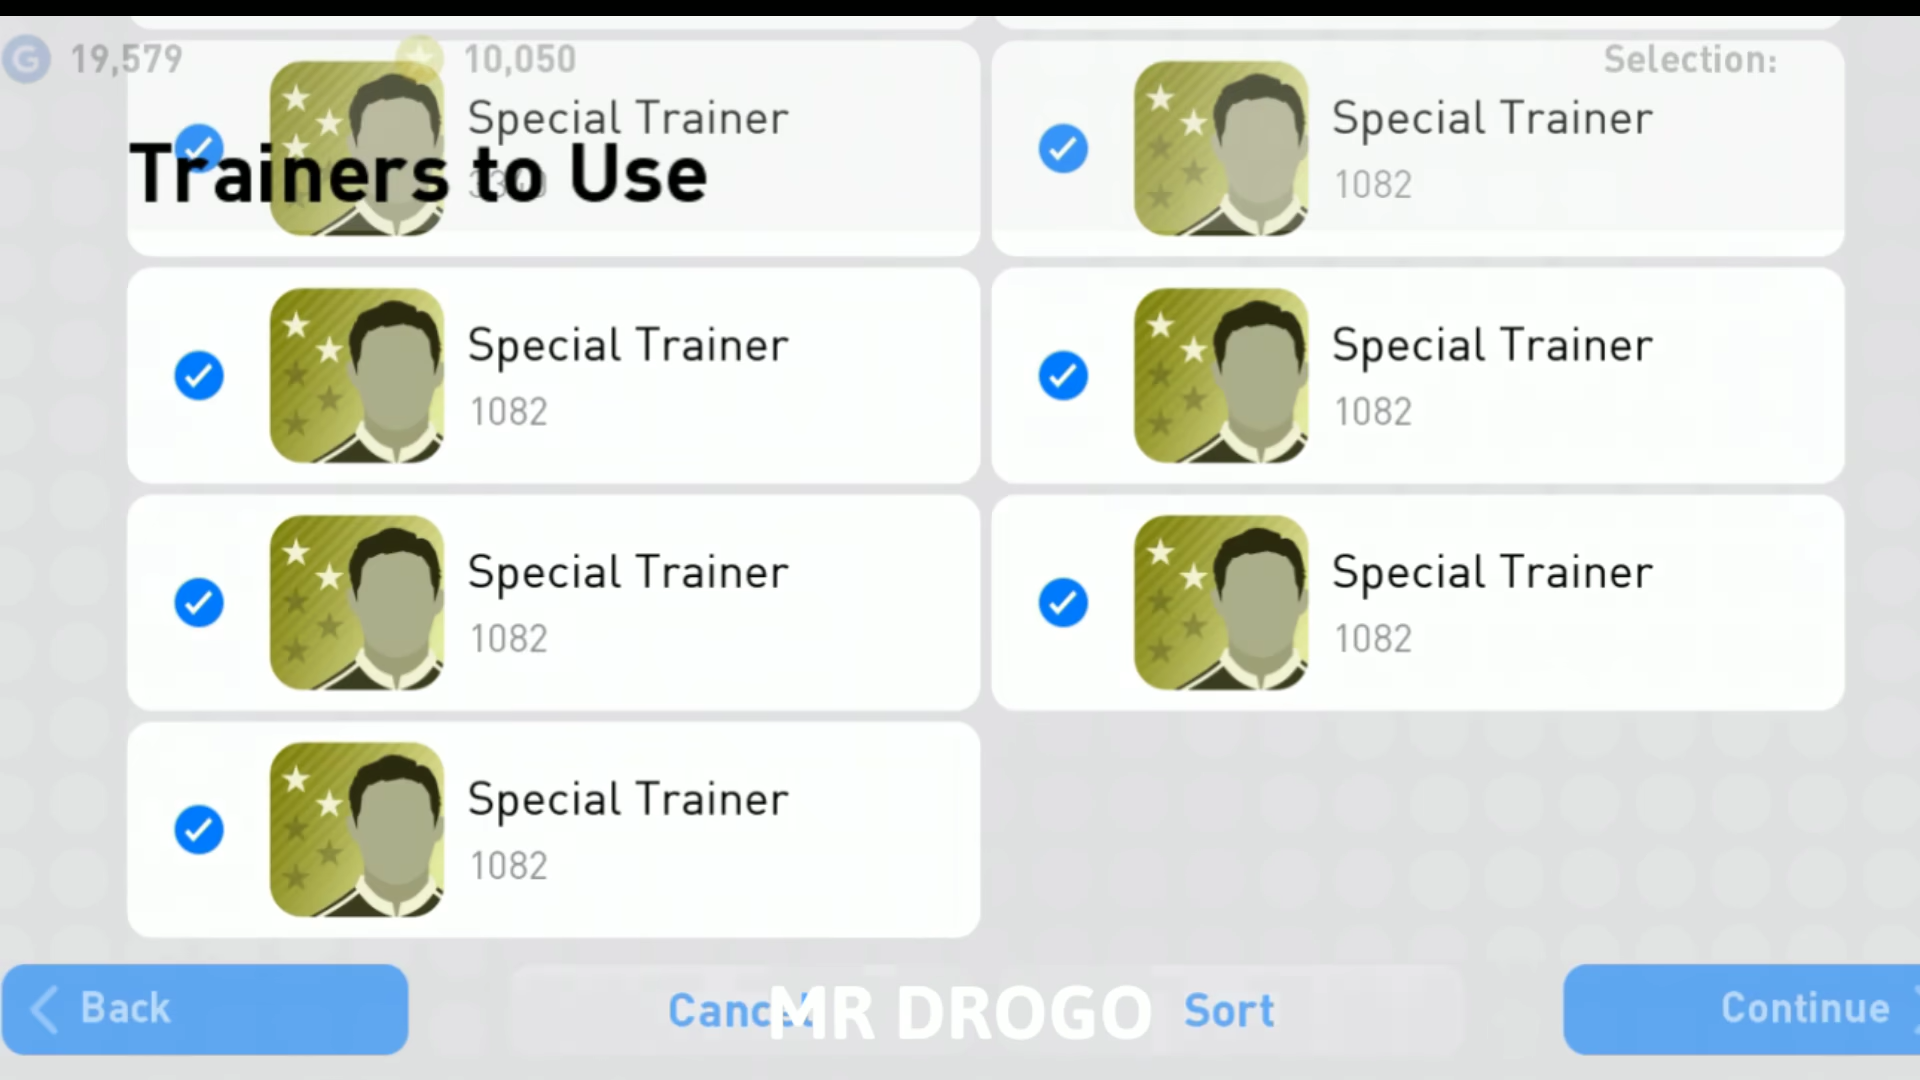 G 19,579 10,050 Selection:
Special Trainer Special Trainer
Trainers to Use
1082
Special Trainer Special Trainer
1082 1082
Special Trainer Special Trainer
1082 1082
Special Trainer
1082
Back Cancel MR DROGO Sort Continue